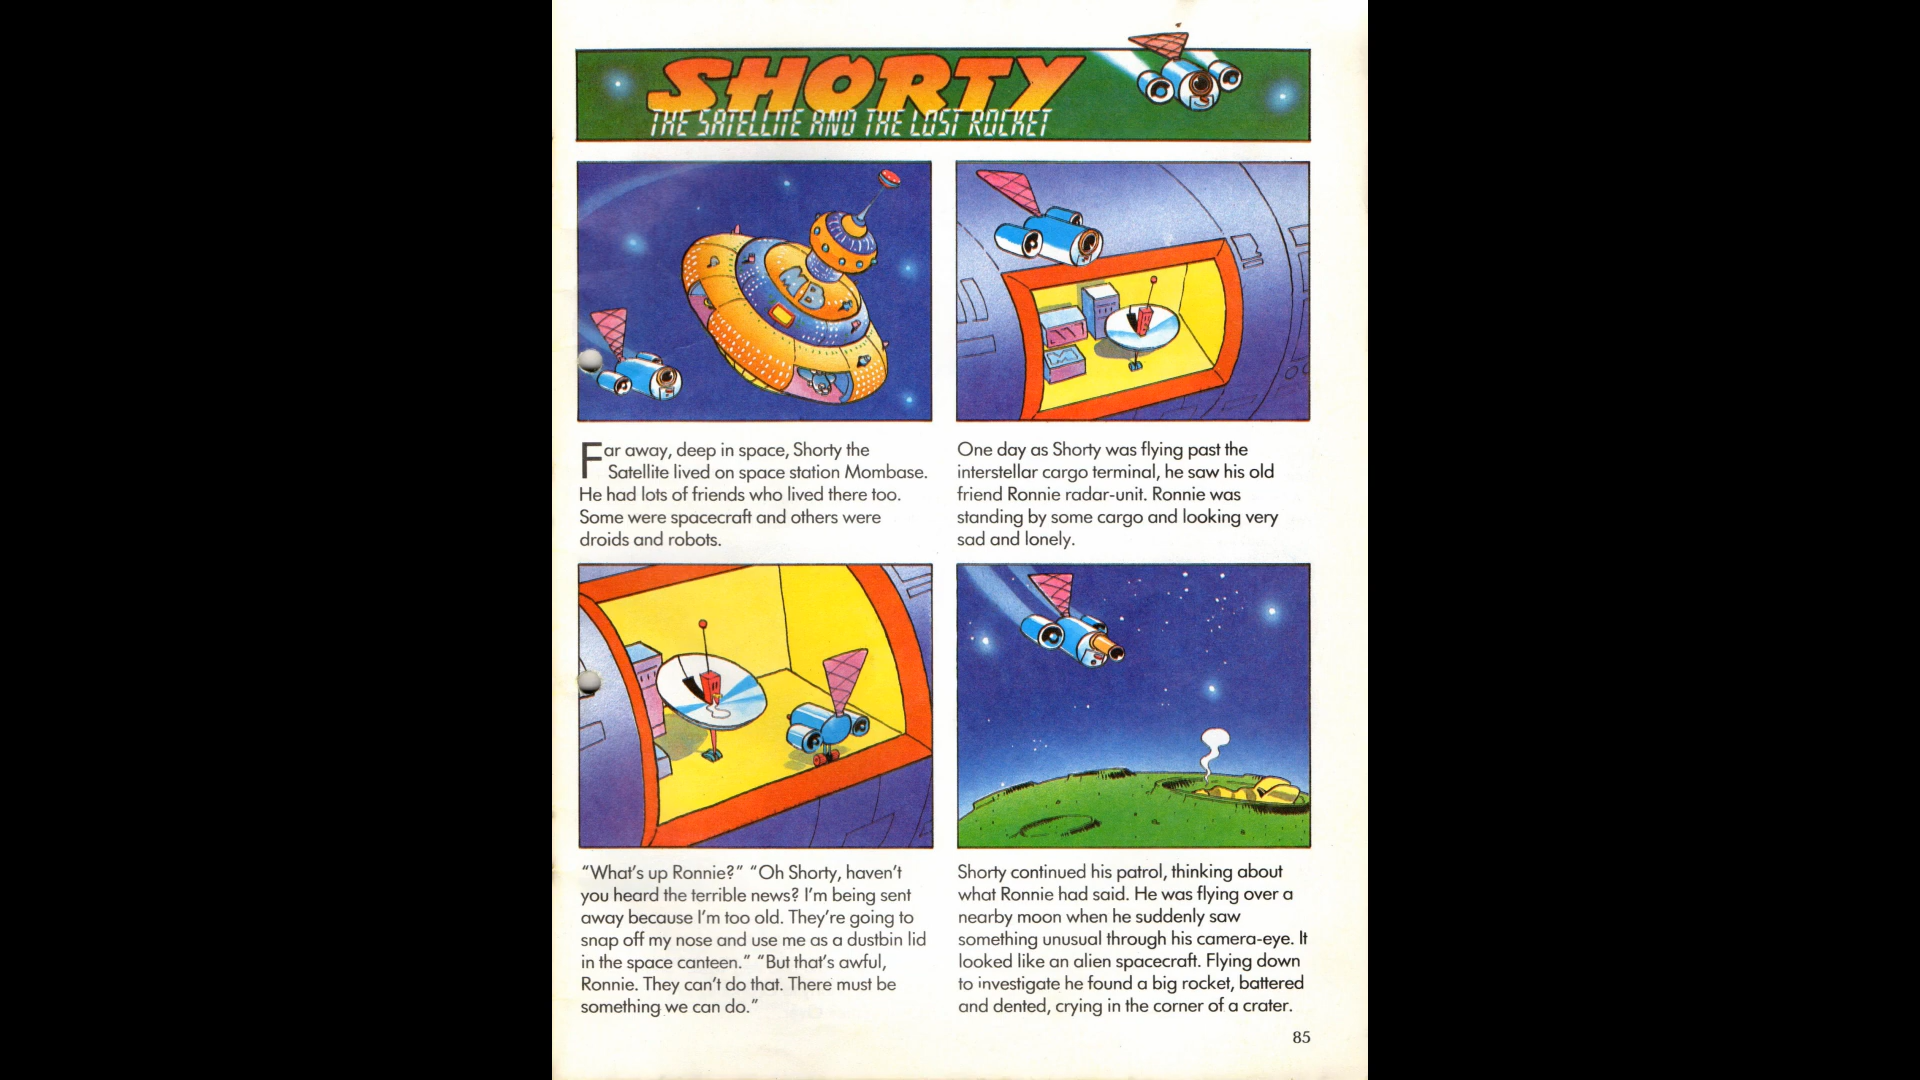 SHORTY
THE SATELLITE AND THE LOST ROCKET
MB
Far away, deep in space, Shorty the
Satellite lived on space station Mombase.
He had lots of friends who lived there too.
Some were spacecraft and others were
droids and robots.
One day as Shorty was flying past the
interstellar cargo terminal, he saw his old
friend Ronnie radar-unit. Ronnie was
standing by some cargo and looking very
sad and lonely.
“What’s up Ronnie?” “Oh Shorty, haven’t
you heard the terrible news? I’m being sent
away because I’m too old. They’re going to
snap off my nose and use me as a dustbin lid
in the space canteen.” “But that’s awful,
Ronnie. They can’t do that. There must be
something we can do.”
Shorty continued his patrol, thinking about
what Ronnie had said. He was flying over a
nearby moon when he suddenly saw
something unusual through his camera-eye. It
looked like an alien spacecraft. Flying down
to investigate he found a big rocket, battered
and dented, crying in the corner of a crater.
85